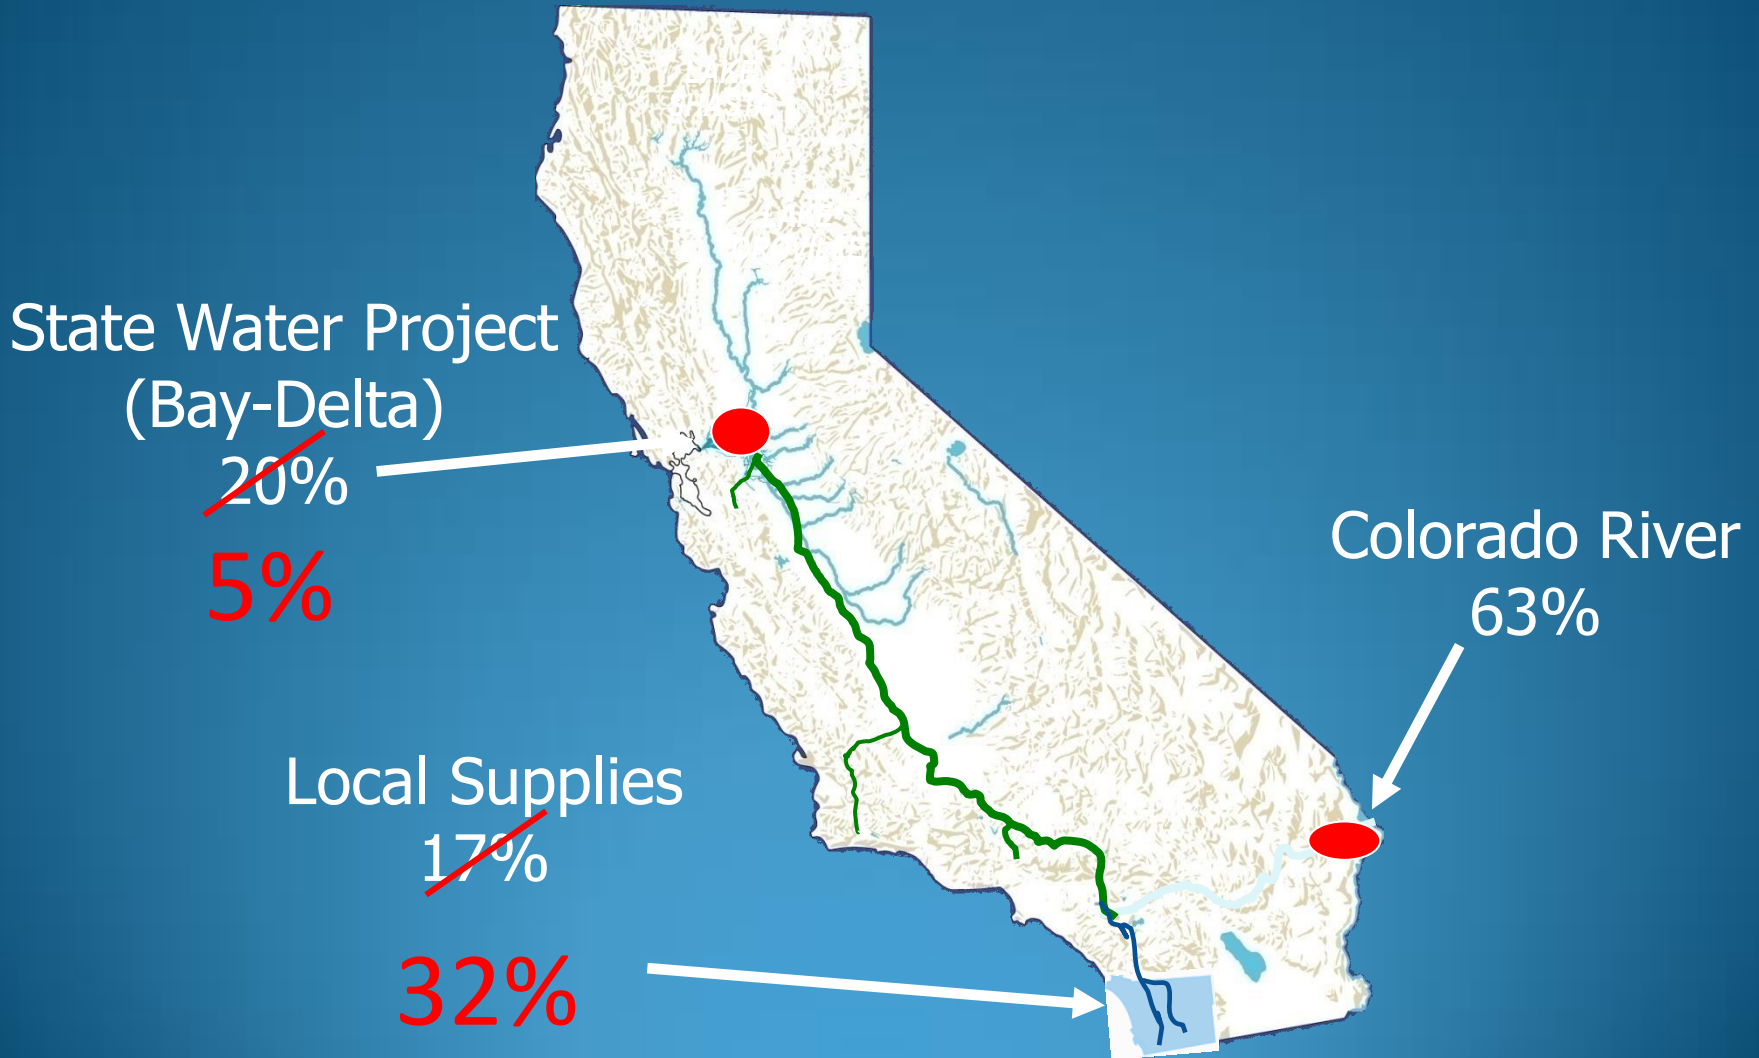 State Water Project
(Bay-Delta)
20%
5%
Colorado River
63%
Local Supplies
17%
32%